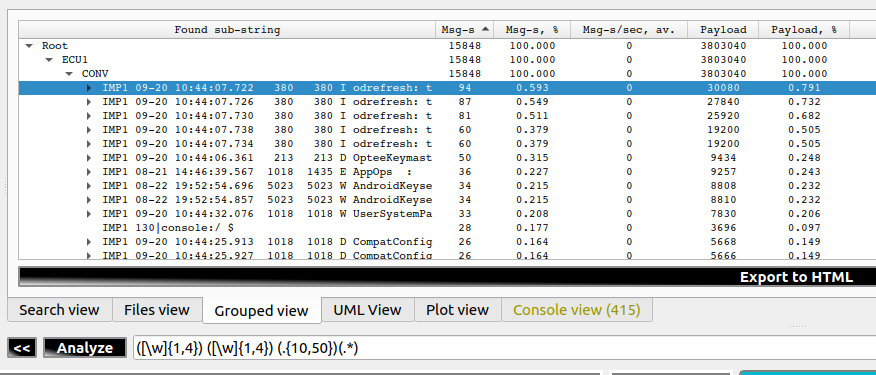 Found sub-string Msg-s Msg-s, % Msg-s/sec, av. Payload Payload, %
Root 15848 100.000 0 3803040 100.000
ECU1 15848 100.000 0 3803040 100.000
CONV 15848 100.000 0 3803040 100.000
IMP1 09-20 10:44:07.722 380 380 I odrefresh: t 94 0.593 0 30080 0.791
IMP1 09-20 10:44:07.726 380 380 I odrefresh: t 87 0.549 0 27840 0.732
IMP1 09-20 10:44:07.730 380 380 I odrefresh: t 81 0.511 0 25920 0.682
IMP1 09-20 10:44:07.738 380 380 I odrefresh: t 60 0.379 0 19200 0.505
IMP1 09-20 10:44:07.734 380 380 I odrefresh: t 60 0.379 0 19200 0.505
IMP1 09-20 10:44:06.361 213 213 D OpteeKeymast 50 0.315 0 9434 0.248
IMP1 08-21 14:46:39.567 1018 1435 E AppOps : 36 0.227 0 9257 0.243
IMP1 08-22 19:52:54.696 5023 5023 W AndroidKeyse 34 0.215 0 8808 0.232
IMP1 08-22 19:52:54.857 5023 5023 W AndroidKeyse 34 0.215 0 8810 0.232
IMP1 09-20 10:44:32.076 1018 1018 W UserSystemPa 33 0.208 0 7830 0.206
IMP1 130|console:/ $ 28 0.177 0 3696 0.097
IMP1 09-20 10:44:25.913 1018 1018 D CompatConfig 26 0.164 0 5668 0.149
IMP1 09-20 10:44:25.927 1018 1018 D CompatConfig 26 0.164 0 5666 0.149
Export to HTML
Search view Files view Grouped view UML View Plot view Console view (415)
<< Analyze ([\w]{1,4}) ([\w]{1,4}) (.{10,50})(.*)